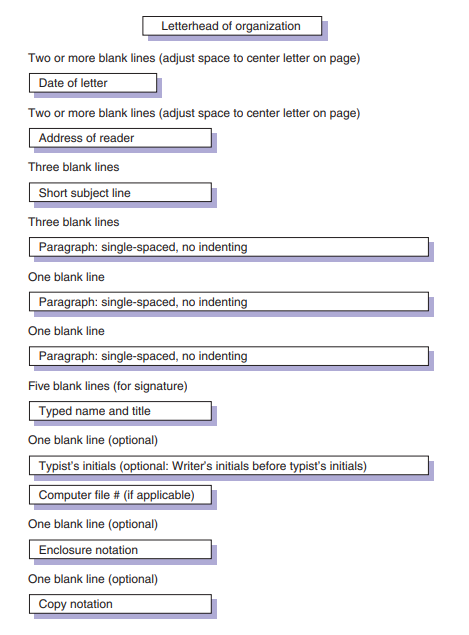 Letterhead of organization
Two or more blank lines (adjust space to center letter on page)
Date of letter
Two or more blank lines (adjust space to center letter on page)
Address of reader
Three blank lines
Short subject line
Three blank lines
Paragraph: single-spaced, no indenting
One blank line
Paragraph: single-spaced, no indenting
One blank line
Paragraph: single-spaced, no indenting
Five blank lines (for signature)
Typed name and title
One blank line (optional)
Typist's initials (optional: Writer's initials before typist's initials)
Computer file # (if applicable)
One blank line (optional)
Enclosure notation
One blank line (optional)
Copy notation